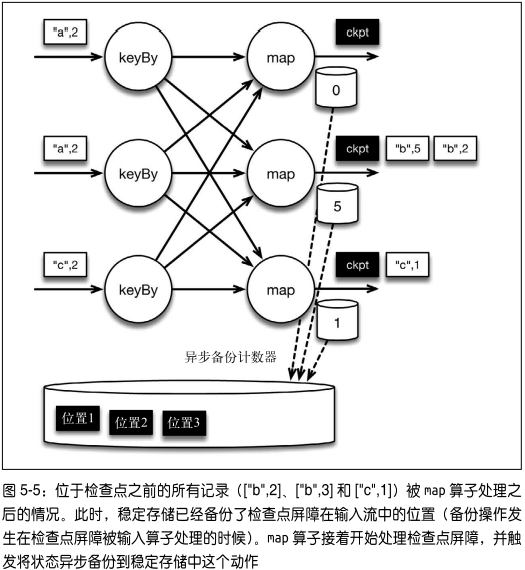 "a",2
keyBy
map
ckpt
0
"a",2
keyBy
map
ckpt
"b",5
"b",2
5
"c",2
keyBy
map
ckpt
"c",1
1
异步备份计数器
位置1
位置2
位置3
图 5-5：位于检查点之前的所有记录（["b",2]、["b",3] 和 ["c",1]）被 map 算子处理之
后的情况。此时，稳定存储已经备份了检查点屏障在输入流中的位置（备份操作发
生在检查点屏障被输入算子处理的时候）。map 算子接着开始处理检查点屏障，并触
发将状态异步备份到稳定存储中这个动作